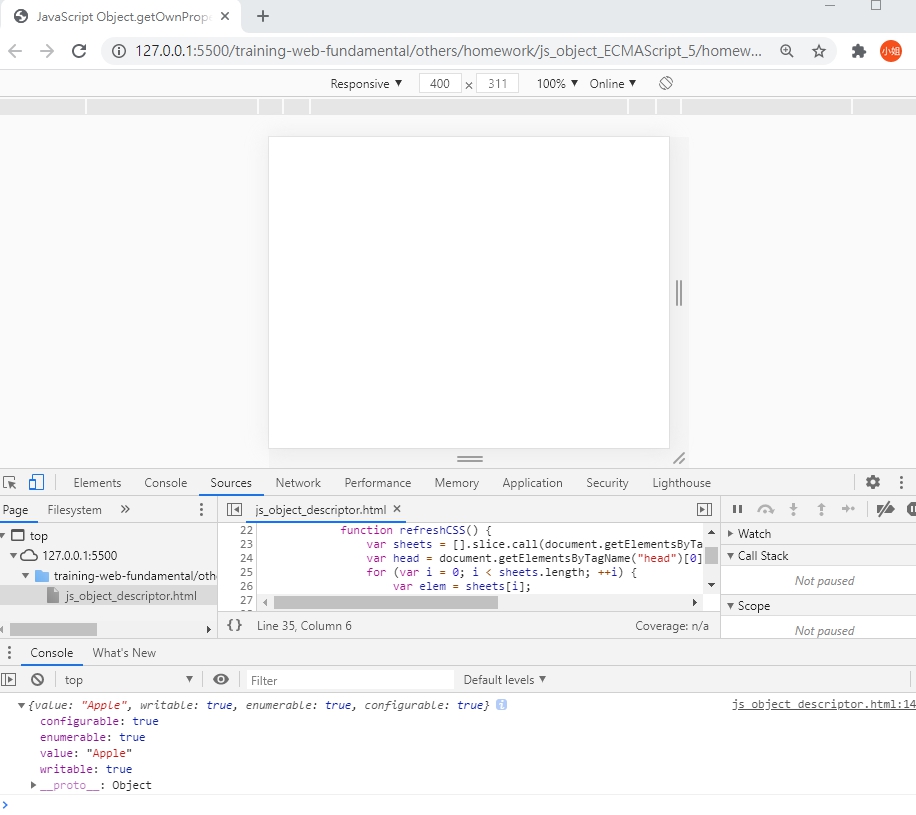 JavaScript Object.getOwnProp
127.0.0.1:5500/training-web-fundamental/others/homework/js_object_ECMAScript_5/homew...
小姐
Responsive ▼ 400 × 311 100% ▼ Online ▼
Elements Console Sources Network Performance Memory Application Security Lighthouse
Page Filesystem »
js_object_descriptor.html ×
top
127.0.0.1:5500
training-web-fundamental/oth
js_object_descriptor.html
22 function refreshCSS() {
23 var sheets = [].slice.call(document.getElementsByTa
24 var head = document.getElementsByTagName("head")[0]
25 for (var i = 0; i < sheets.length; ++i) {
26 var elem = sheets[i];
27
{} Line 35, Column 6 Coverage: n/a
Watch
Call Stack
Not paused
Scope
Not paused
Console What's New
top ▼ Filter Default levels ▼
▼{value: "Apple", writable: true, enumerable: true, configurable: true} i js_object_descriptor.html:14
configurable: true
enumerable: true
value: "Apple"
writable: true
▶__proto__: Object
>